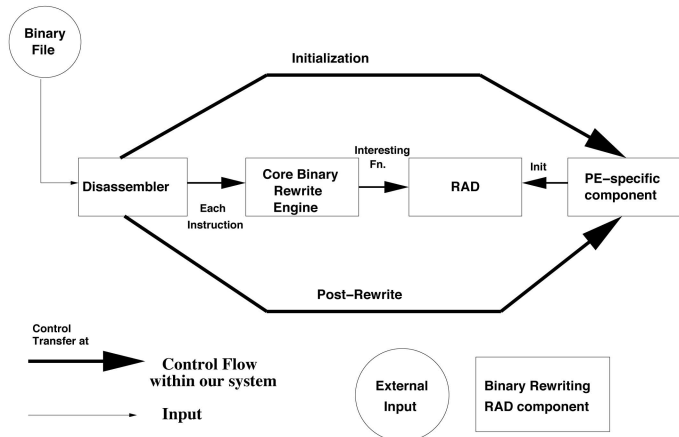 Binary
File
Initialization
Disassembler
Each
Instruction
Core Binary
Rewrite
Engine
Interesting
Fn.
RAD
Init
PE−specific
component
Post−Rewrite
Control
Transfer at
Control Flow
within our system
Input
External
Input
Binary Rewriting
RAD component